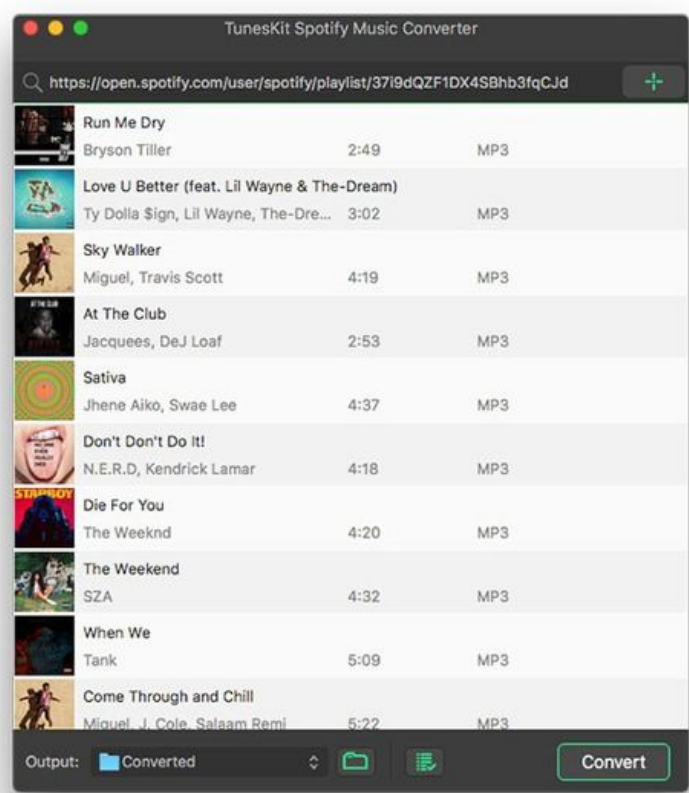 TunesKit Spotify Music Converter
https://open.spotify.com/user/spotify/playlist/37i9dQZF1DX4SBhb3fqCJd
Run Me Dry
Bryson Tiller 2:49 MP3
Love U Better (feat. Lil Wayne & The-Dream)
Ty Dolla $ign, Lil Wayne, The-Dre... 3:02 MP3
Sky Walker
Miguel, Travis Scott 4:19 MP3
AT THE CLUB
At The Club
Jacquees, DeJ Loaf 2:53 MP3
Sativa
Jhene Aiko, Swae Lee 4:37 MP3
Don't Don't Do It!
N.E.R.D, Kendrick Lamar 4:18 MP3
STARBOY
Die For You
The Weeknd 4:20 MP3
The Weekend
SZA 4:32 MP3
When We
Tank 5:09 MP3
Come Through and Chill
Miguel, J. Cole, Salaam Remi 5:22 MP3
Output: Converted Convert